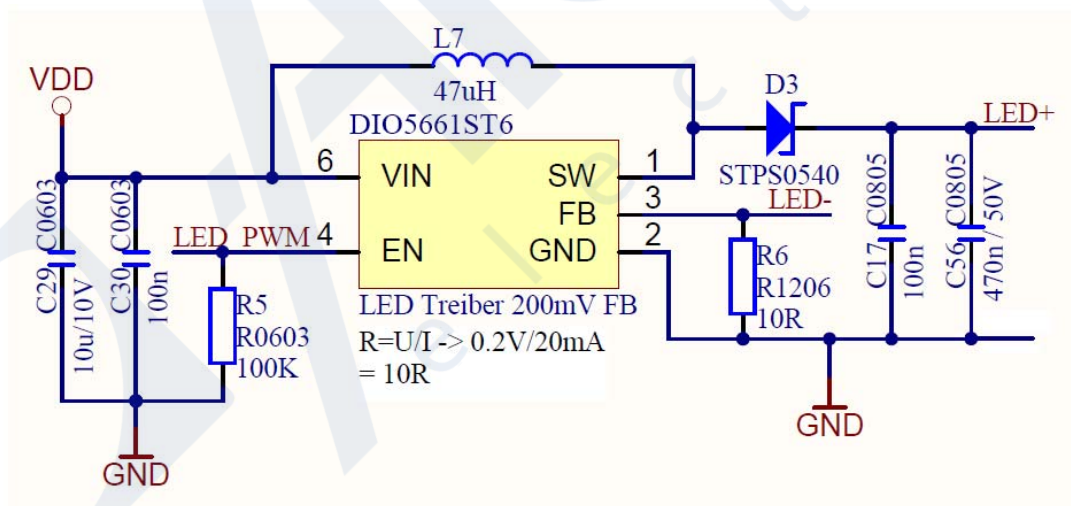 L7
47uH
VDD
DIO5661ST6
D3
STPS0540
LED+
LED-
6
VIN
SW
1
FB
3
LED_PWM
4
EN
GND
2
C29
C0603
10u/10V
C30
C0603
100n
R5
R0603
100K
LED Treiber 200mV FB
R=U/I -> 0.2V/20mA
= 10R
R6
R1206
10R
C17
C0805
100n
C56
C0805
470n / 50V
GND
GND
e l e c t